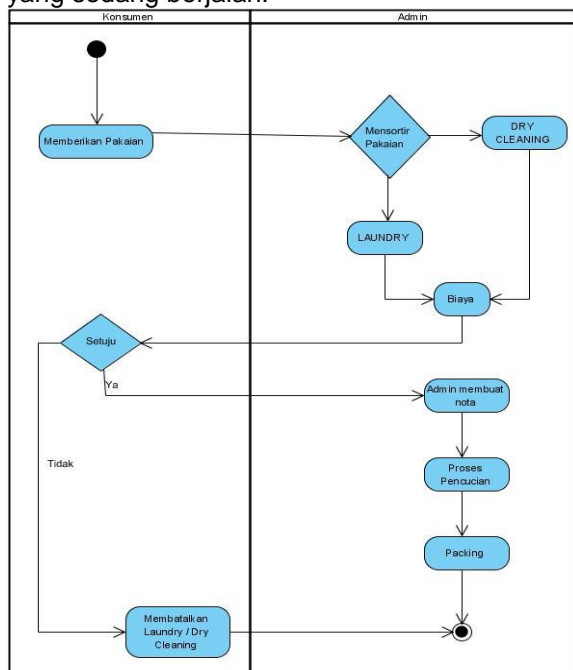 yang sedang berjalan.
Konsumen
Admin
Memberikan Pakaian
Mensortir
Pakaian
DRY
CLEANING
LAUNDRY
Biaya
Setuju
Ya
Admin membuat
nota
Tidak
Proses
Pencucian
Packing
Membatalkan
Laundry / Dry
Cleaning